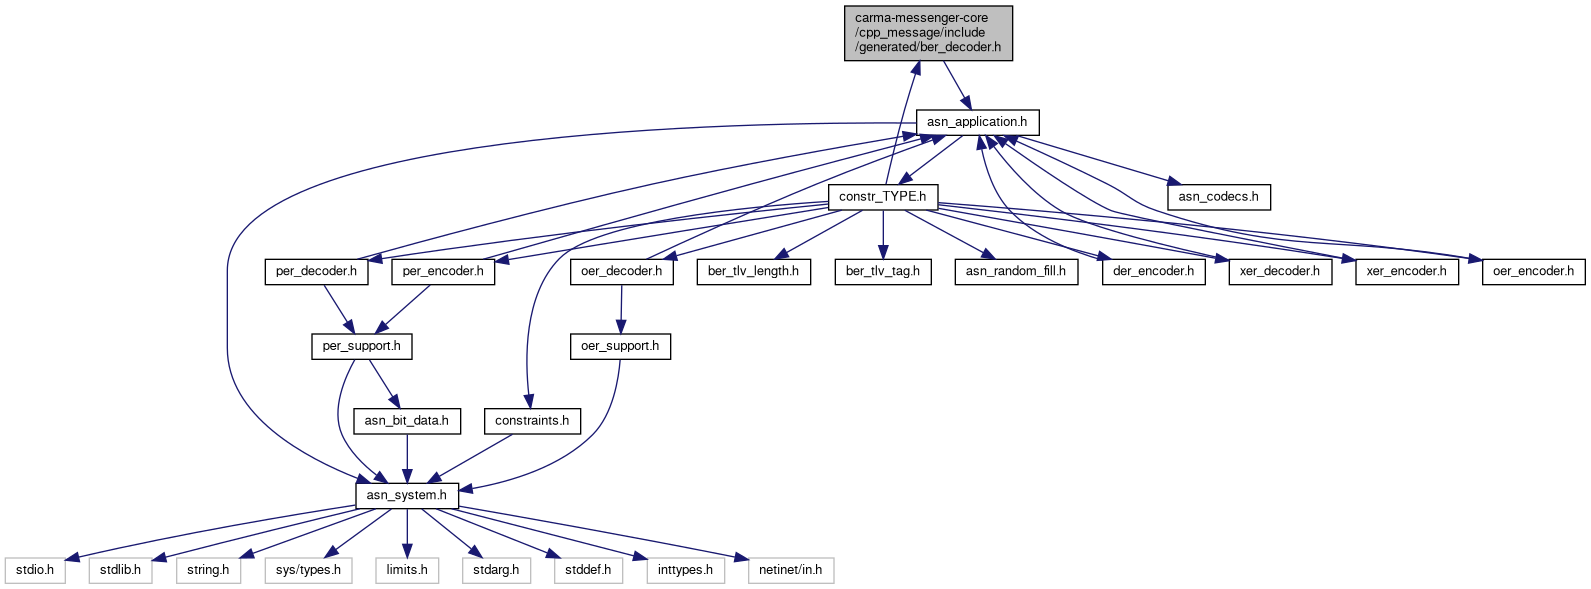 carma-messenger-core
/cpp_message/include
/generated/ber_decoder.h
asn_application.h
constr_TYPE.h
asn_codecs.h
per_decoder.h
per_encoder.h
oer_decoder.h
ber_tlv_length.h
ber_tlv_tag.h
asn_random_fill.h
der_encoder.h
xer_decoder.h
xer_encoder.h
oer_encoder.h
per_support.h
oer_support.h
asn_bit_data.h
constraints.h
asn_system.h
stdio.h
stdlib.h
string.h
sys/types.h
limits.h
stdarg.h
stddef.h
inttypes.h
netinet/in.h